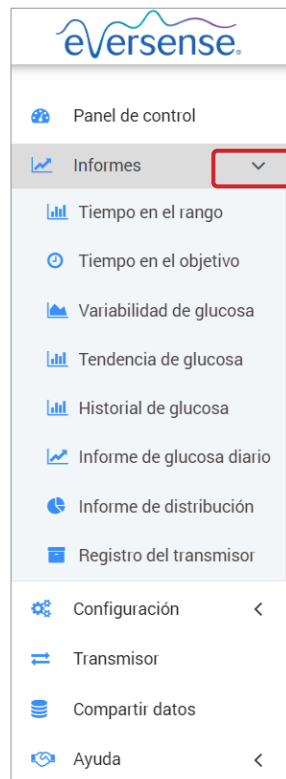 eversense.
Panel de control
Informes
Tiempo en el rango
Tiempo en el objetivo
Variabilidad de glucosa
Tendencia de glucosa
Historial de glucosa
Informe de glucosa diario
Informe de distribución
Registro del transmisor
Configuración
Transmisor
Compartir datos
Ayuda